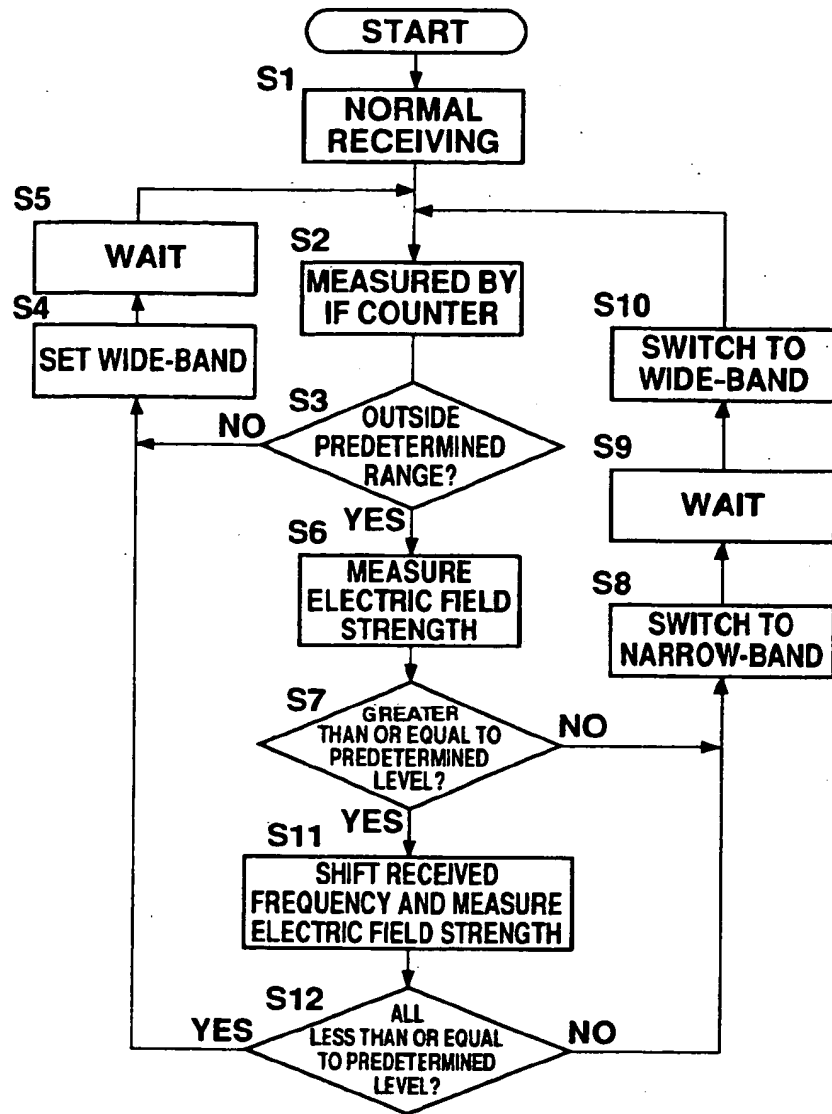 START
S1
NORMAL
RECEIVING
S5
WAIT
S2
MEASURED BY
IF COUNTER
S4
SET WIDE-BAND
S10
SWITCH TO
WIDE-BAND
S3
OUTSIDE
PREDETERMINED
RANGE?
NO
YES
S9
WAIT
S6
MEASURE
ELECTRIC FIELD
STRENGTH
S8
SWITCH TO
NARROW-BAND
S7
GREATER
THAN OR EQUAL TO
PREDETERMINED
LEVEL?
NO
YES
S11
SHIFT RECEIVED
FREQUENCY AND MEASURE
ELECTRIC FIELD STRENGTH
S12
ALL
LESS THAN OR EQUAL
TO PREDETERMINED
LEVEL?
YES
NO